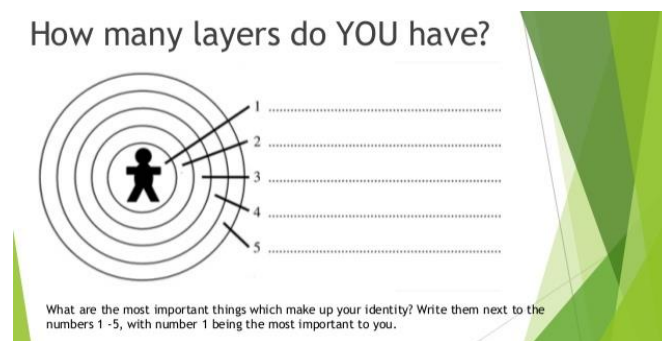 How many layers do YOU have?
1 ................................................................
2 ................................................................
3 ................................................................
4 ................................................................
5 ................................................................
What are the most important things which make up your identity? Write them next to the
numbers 1 -5, with number 1 being the most important to you.